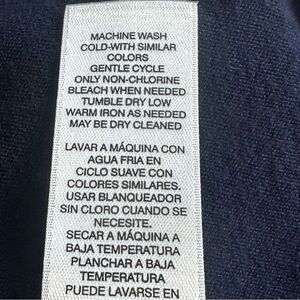 MACHINE WASH
COLD-WITH SIMILAR
COLORS
GENTLE CYCLE
ONLY NON-CHLORINE
BLEACH WHEN NEEDED
TUMBLE DRY LOW
WARM IRON AS NEEDED
MAY BE DRY CLEANED
LAVAR A MÁQUINA CON
AGUA FRIA EN
CICLO SUAVE CON
COLORES SIMILARES.
USAR BLANQUEADOR
SIN CLORO CUANDO SE
NECESITE.
SECAR A MÁQUINA A
BAJA TEMPERATURA
PLANCHAR A BAJA
TEMPERATURA
PUEDE LAVARSE EN